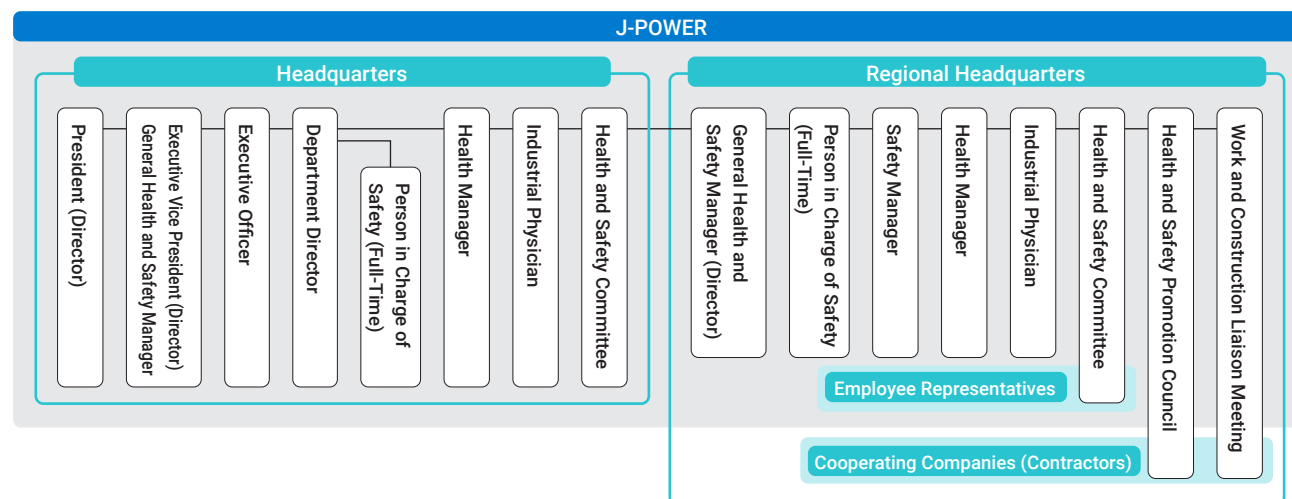 J-POWER
Headquarters
President (Director)
Executive Vice President (Director)
General Health and Safety Manager
Executive Officer
Department Director
Person in Charge of
Safety (Full-Time)
Health Manager
Industrial Physician
Health and Safety Committee
Regional Headquarters
General Health and
Safety Manager (Director)
Person in Charge of Safety
(Full-Time)
Safety Manager
Health Manager
Industrial Physician
Health and Safety Committee
Health and Safety Promotion Council
Work and Construction Liaison Meeting
Employee Representatives
Cooperating Companies (Contractors)